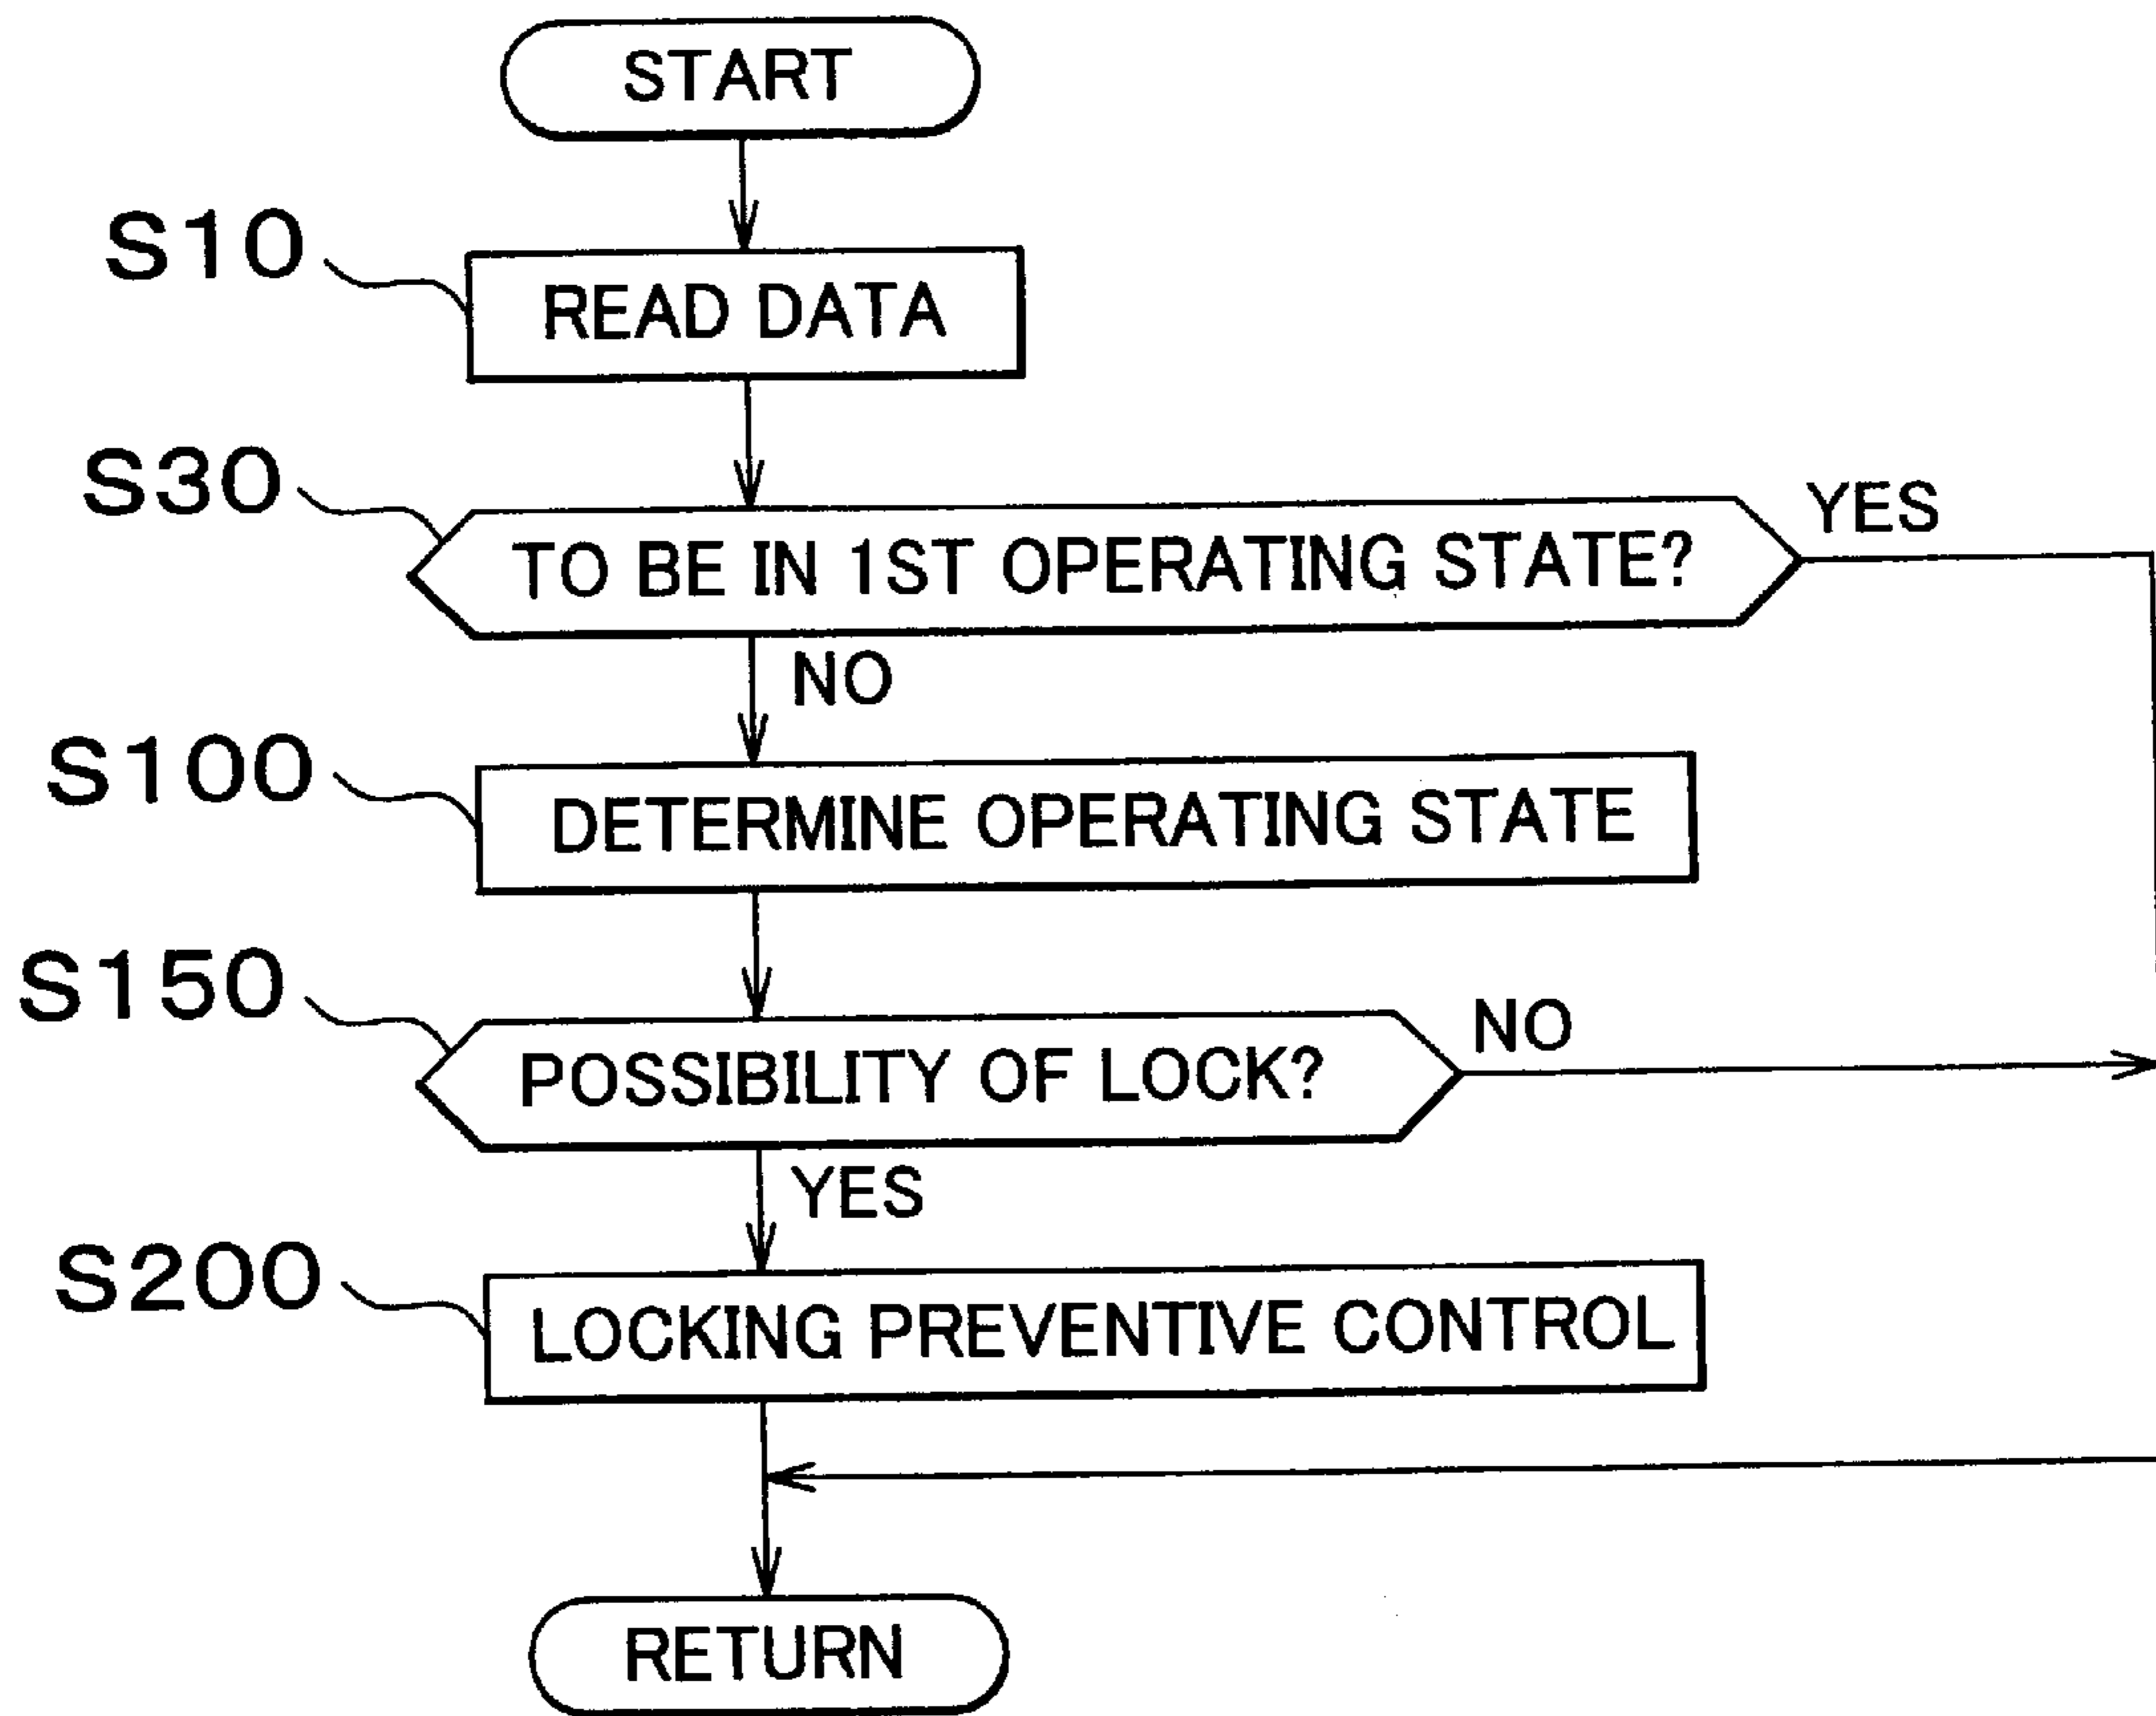 START
S10
READ DATA
S30
TO BE IN 1ST OPERATING STATE?
YES
NO
S100
DETERMINE OPERATING STATE
S150
POSSIBILITY OF LOCK?
NO
YES
S200
LOCKING PREVENTIVE CONTROL
RETURN